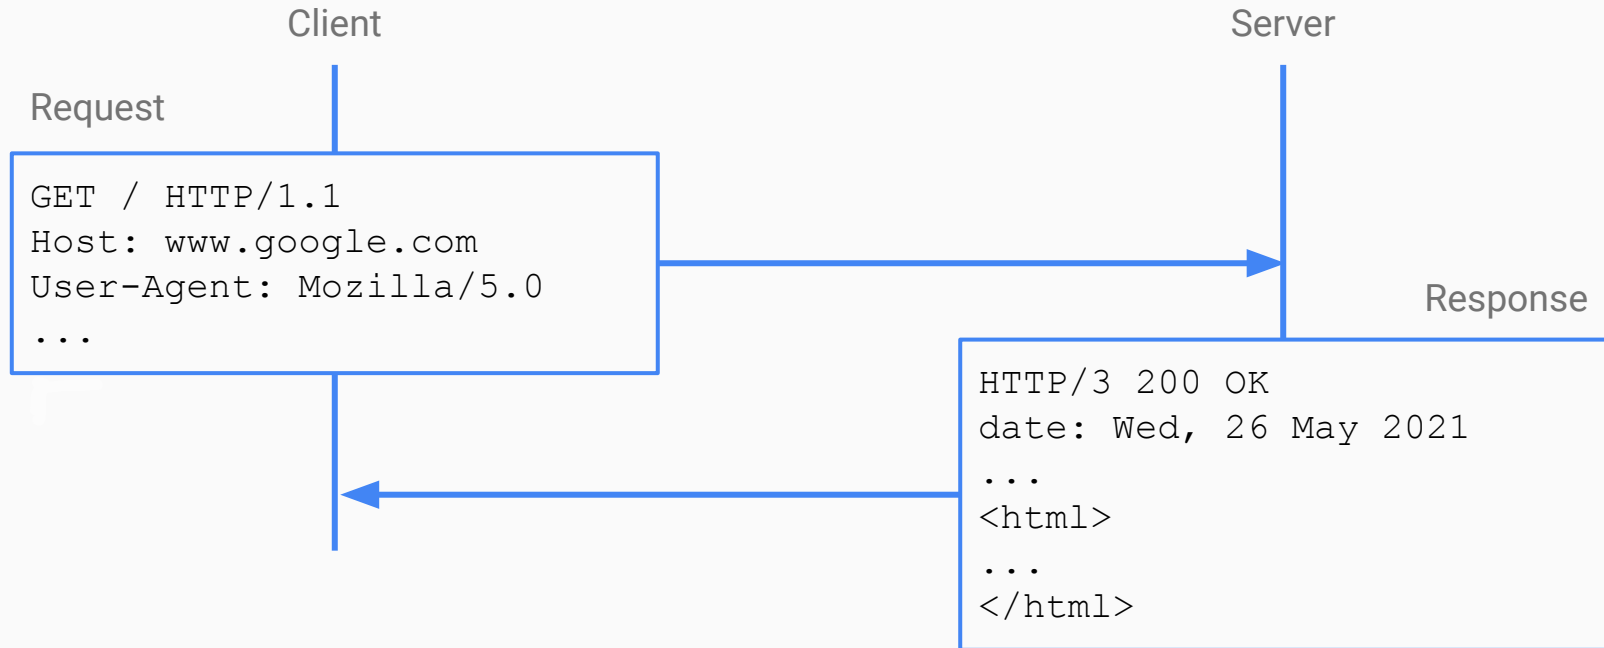 Client
Server
Request
GET / HTTP/1.1
Host: www.google.com
User-Agent: Mozilla/5.0
...
Response
HTTP/3 200 OK
date: Wed, 26 May 2021
...
<html>
...
</html>